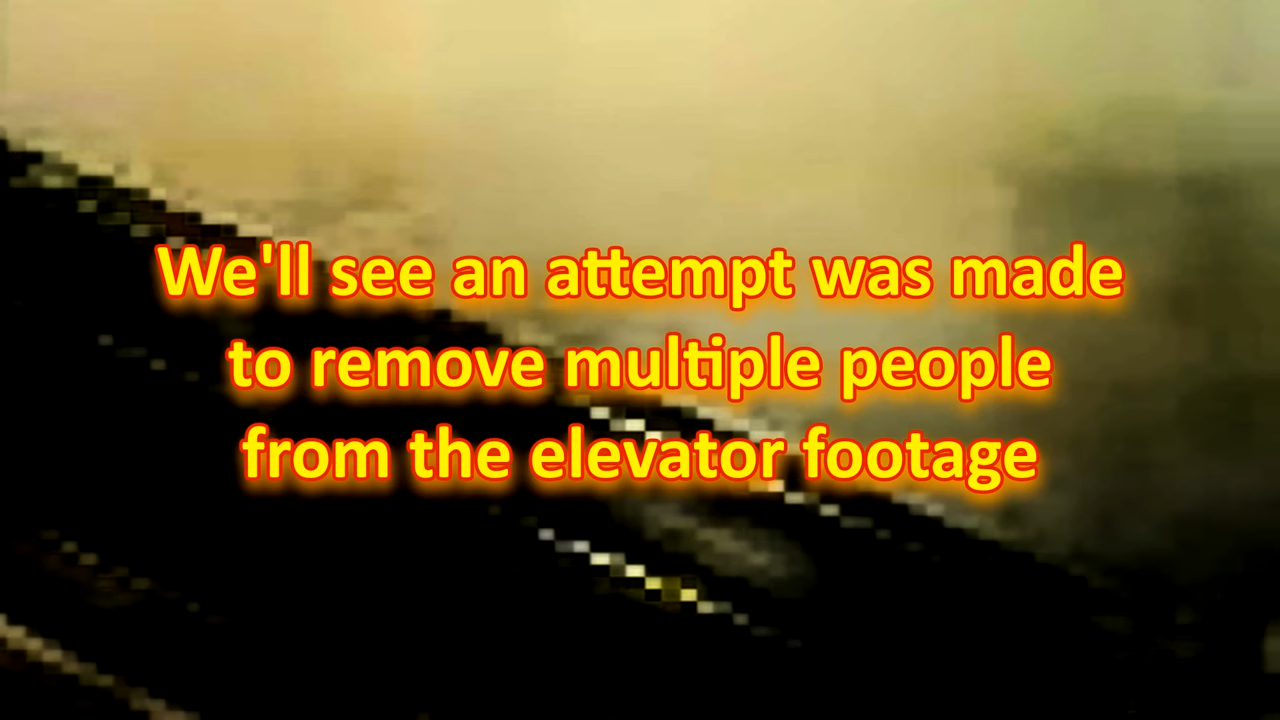 We'll see an attempt was made
to remove multiple people
from the elevator footage